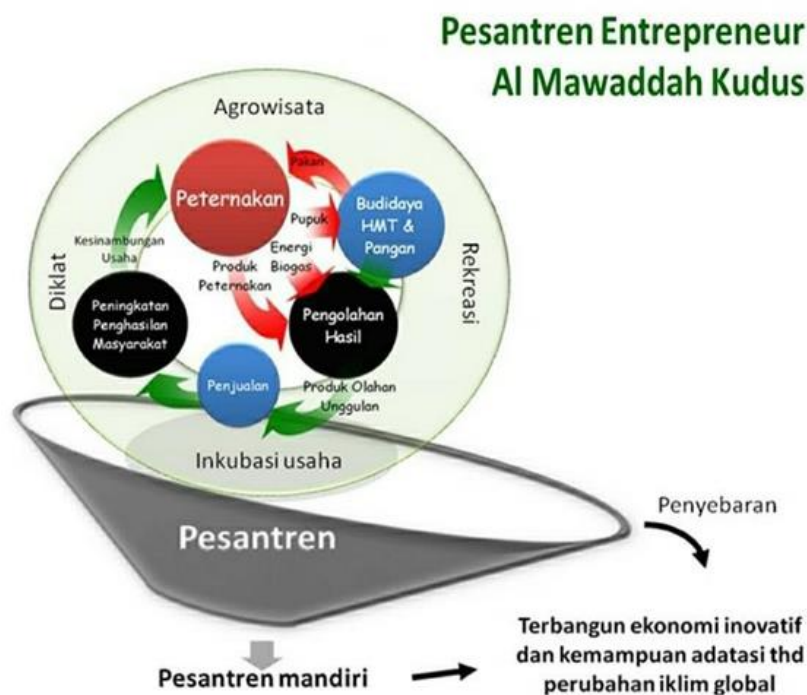 Pesantren Entrepreneur
Al Mawaddah Kudus
Agrowisata
Peternakan
Pakan
Budidaya
HMT &
Pangan
Pupuk
Energi
Biogas
Produk
Peternakan
Kesinambungan
Usaha
Diklat
Rekreasi
Peningkatan
Penghasilan
Masyarakat
Pengolahan
Hasil
Penjualan
Produk Olahan
Unggulan
Inkubasi usaha
Pesantren
Penyebaran
Pesantren mandiri
Terbangun ekonomi inovatif
dan kemampuan adatasi thd
perubahan iklim global